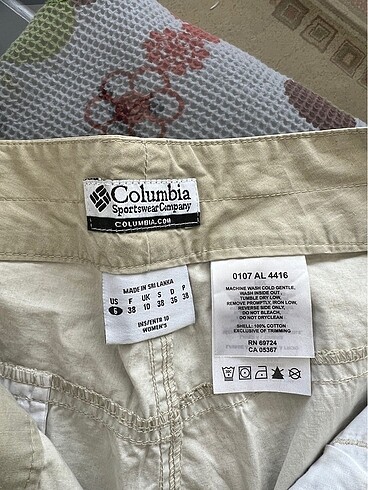 Columbia
Sportswear Company
COLUMBIA.COM
MADE IN SRI LANKA
US F UK S D P
6 38 10 38 36 38
INS/ENTR 10
WOMEN'S
0107 AL 4416
MACHINE WASH COLD GENTLE,
WASH INSIDE OUT
TUMBLE DRY LOW,
REMOVE PROMPTLY, IRON LOW,
REVERSE SIDE ONLY,
DO NOT BLEACH,
DO NOT DRYCLEAN
SHELL: 100% COTTON
EXCLUSIVE OF TRIMMING
RN 69724
CA 05367